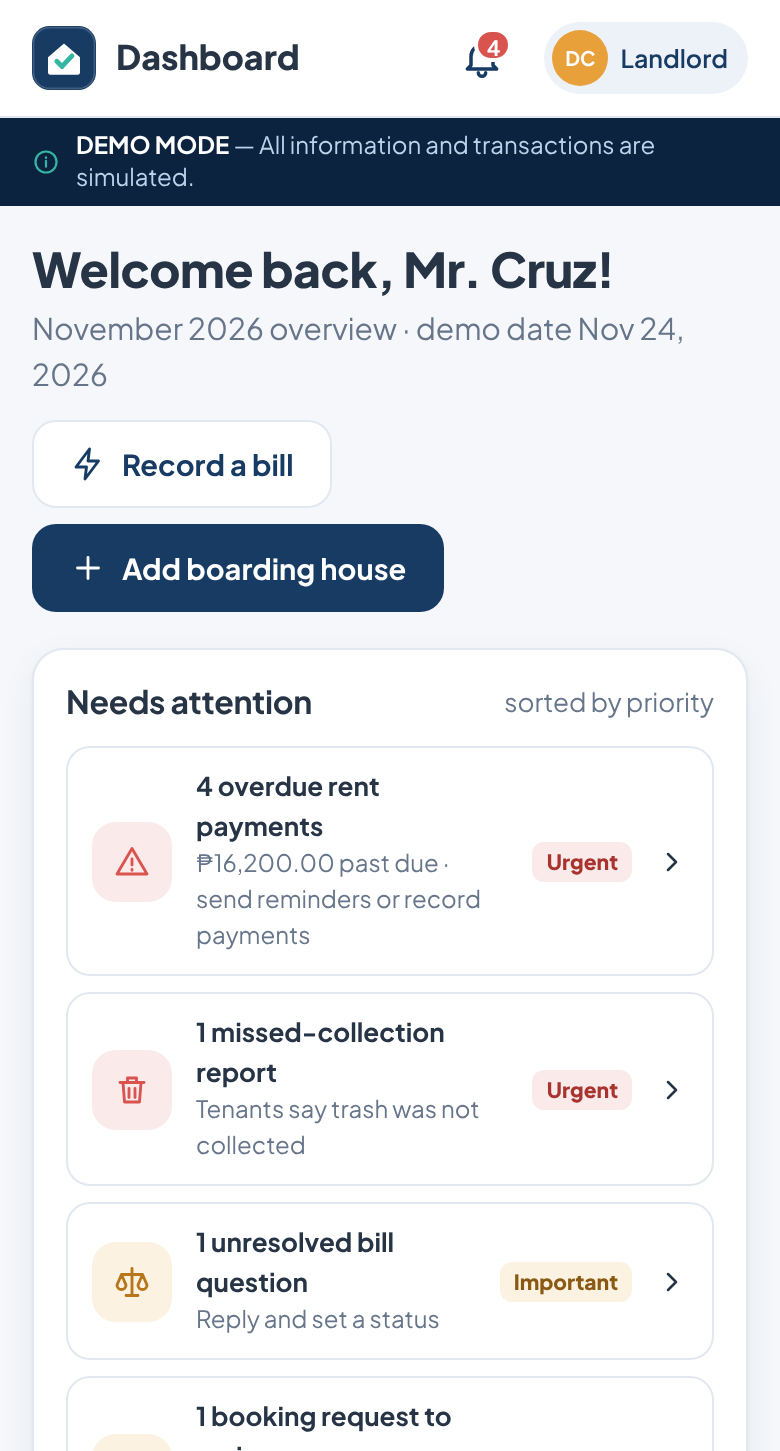 Dashboard
4
DC
Landlord
DEMO MODE — All information and transactions are
simulated.
Welcome back, Mr. Cruz!
November 2026 overview · demo date Nov 24,
2026
Record a bill
Add boarding house
Needs attention
sorted by priority
4 overdue rent
payments
₱16,200.00 past due ·
send reminders or record
payments
Urgent
1 missed-collection
report
Tenants say trash was not
collected
Urgent
1 unresolved bill
question
Reply and set a status
Important
1 booking request to